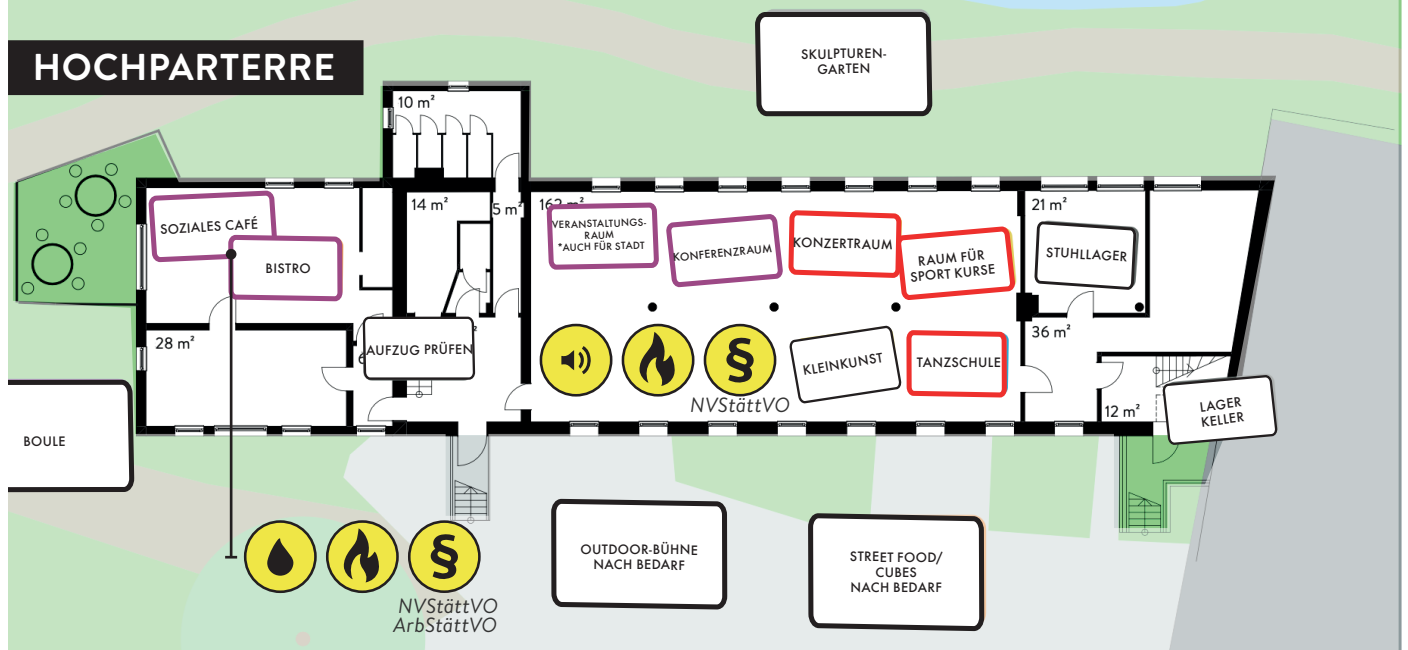 HOCHPARTERRE
SKULPTUREN-
GARTEN
10 m²
SOZIALES CAFÉ
BISTRO
14 m²
5 m²
VERANSTALTUNGS-
RAUM
*AUCH FÜR STADT
KONFERENZRAUM
KONZERTRAUM
RAUM FÜR
SPORT KURSE
21 m²
STUHLLAGER
28 m²
AUFZUG PRÜFEN
§
NVStättVO
KLEINKUNST
TANZSCHULE
36 m²
12 m²
LAGER
KELLER
BOULE
§
NVStättVO
ArbStättVO
OUTDOOR-BÜHNE
NACH BEDARF
STREET FOOD/
CUBES
NACH BEDARF